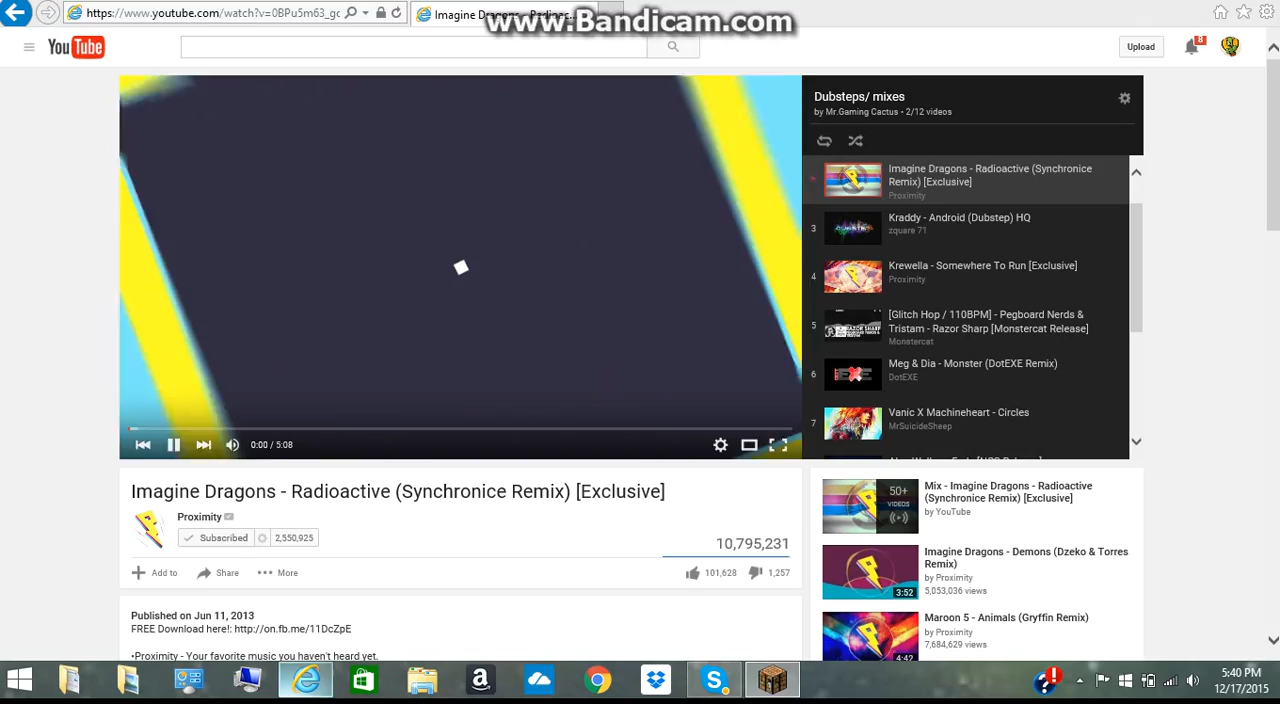 https://www.youtube.com/watch?v=0BPu5m63_gc
Imagine Dragons - Radioac...
www.Bandicam.com
YouTube
Upload
8
Dubsteps/ mixes
by Mr.Gaming Cactus - 2/12 videos
Imagine Dragons - Radioactive (Synchronice
Remix) [Exclusive]
Proximity
3
Kraddy - Android (Dubstep) HQ
zquare 71
4
Krewella - Somewhere To Run [Exclusive]
Proximity
5
[Glitch Hop / 110BPM] - Pegboard Nerds &
Tristam - Razor Sharp [Monstercat Release]
Monstercat
6
Meg & Dia - Monster (DotEXE Remix)
DotEXE
7
Vanic X Machineheart - Circles
MrSuicideSheep
0:00 / 5:08
Imagine Dragons - Radioactive (Synchronice Remix) [Exclusive]
Proximity
Subscribed
2,550,925
10,795,231
Add to
Share
More
101,628
1,257
Published on Jun 11, 2013
FREE Download here!: http://on.fb.me/11DcZpE
•Proximity - Your favorite music you haven't heard yet.
50+
VIDEOS
Mix - Imagine Dragons - Radioactive
(Synchronice Remix) [Exclusive]
by YouTube
3:52
Imagine Dragons - Demons (Dzeko & Torres
Remix)
by Proximity
5,053,036 views
4:42
Maroon 5 - Animals (Gryffin Remix)
by Proximity
7,684,629 views
5:40 PM
12/17/2015